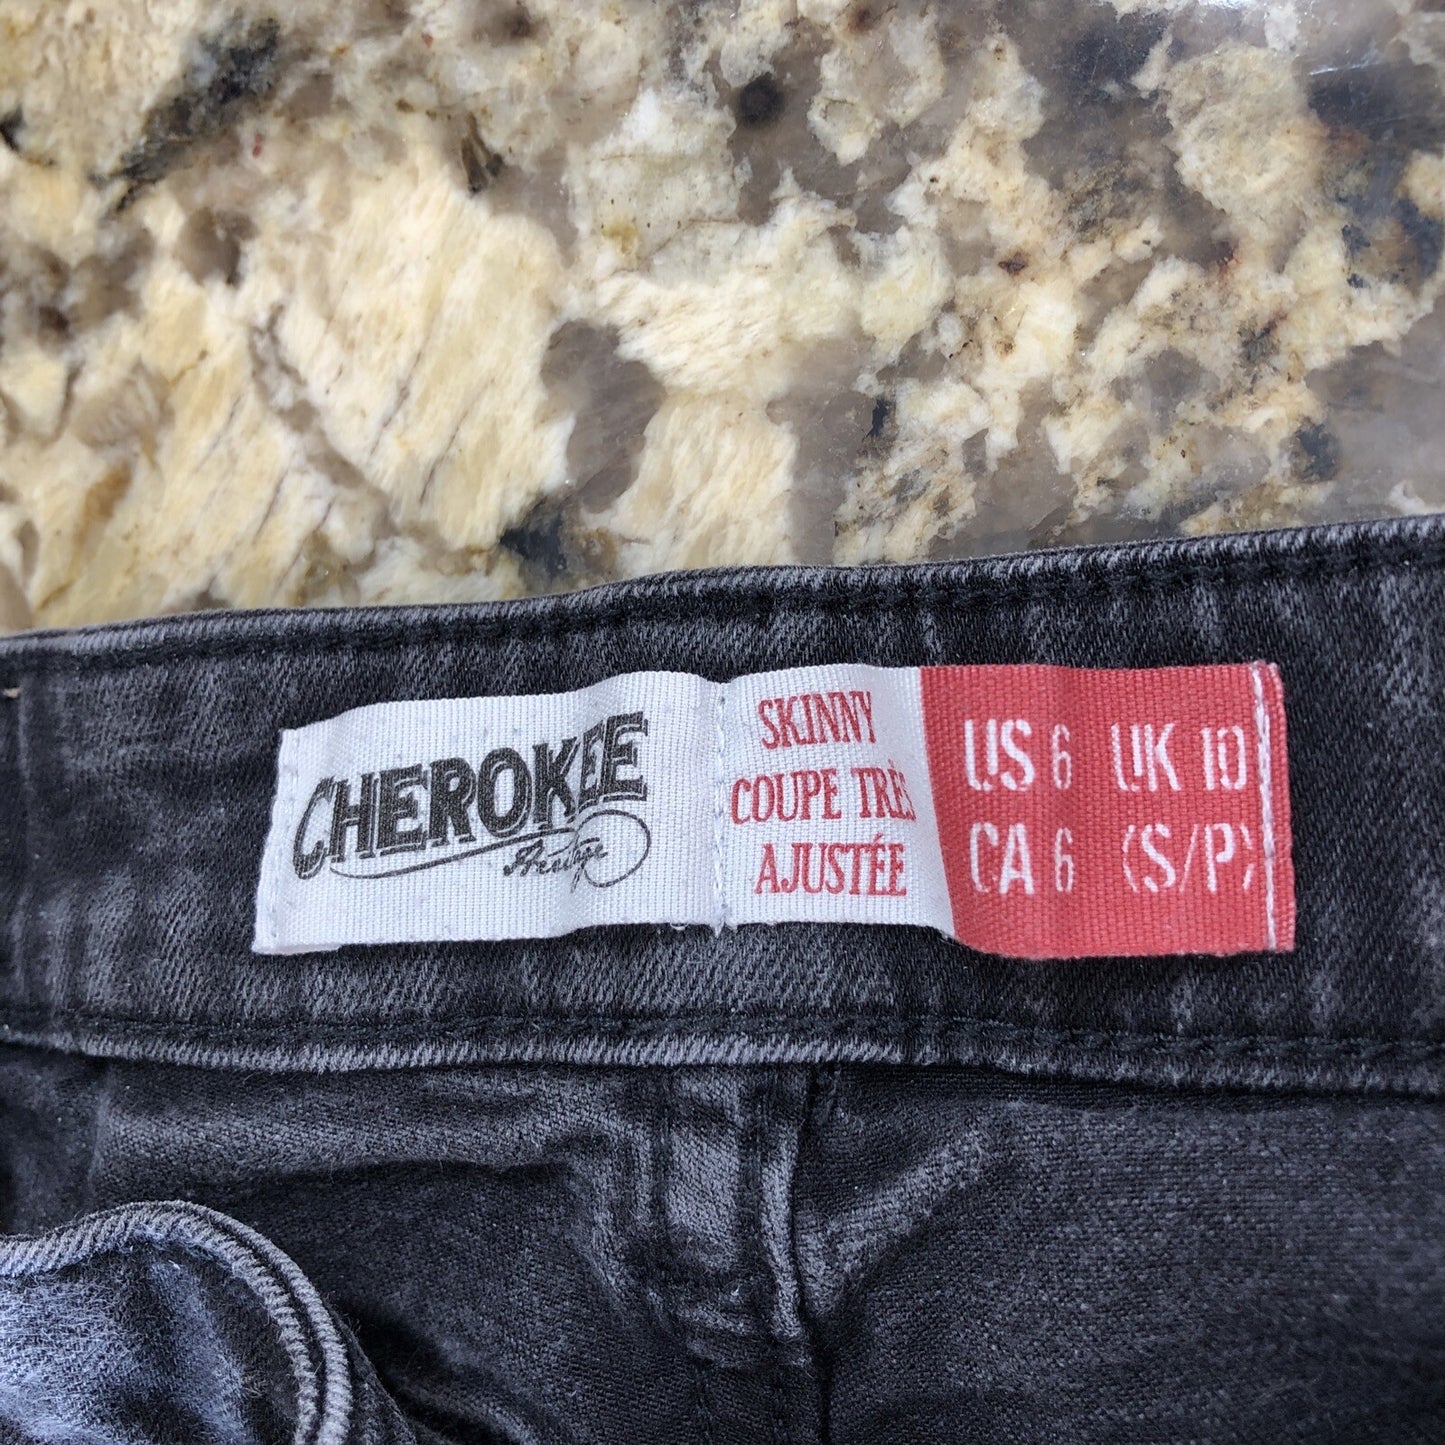 CHEROKEE
SKINNY
COUPE TRÈS
AJUSTÉE
US 6 UK 10
CA 6 (S/P)